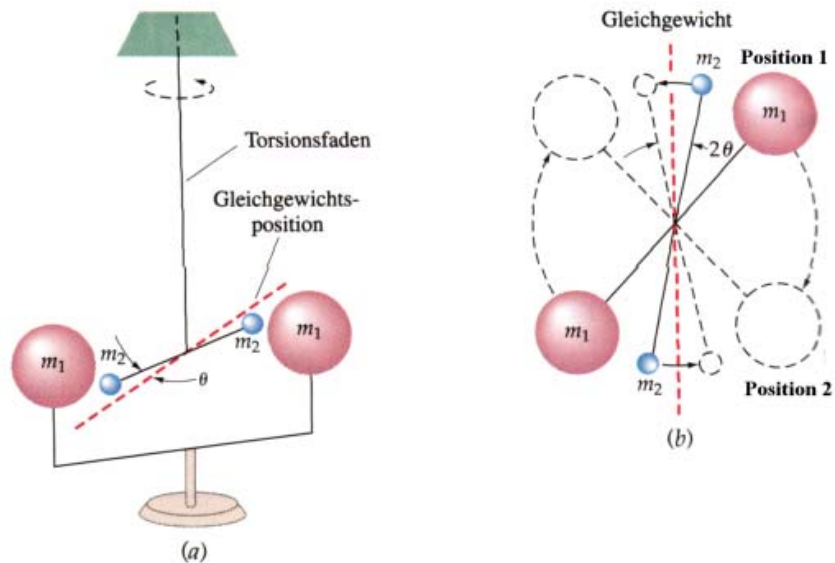 Torsionsfaden
Gleichgewichts-
position
m₁
m₂
θ
m₂
m₁
(a)
Gleichgewicht
m₂
Position 1
m₁
2θ
m₁
m₂
Position 2
(b)